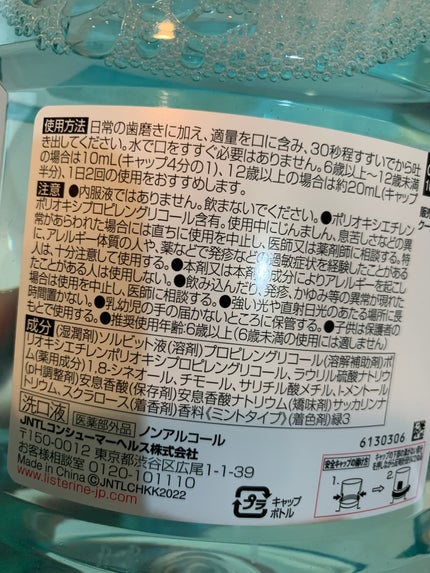 使用方法 日常の歯磨きに加え、適量を口に含み、30秒程すすいでから吐
き出してください。水で口をすすぐ必要はありません。6歳以上～12歳未満
の場合は10mL(キャップ4分の1)、12歳以上の場合は約20mL(キャップ
半分)、1日2回の使用をおすすめします。
注意 ●内服液ではありません。飲まないでください。●ポリオキシエチレン
ポリオキシプロピレングリコール含有。使用中にじんましん、息苦しさなどの異
常があらわれた場合には直ちに使用を中止し、医師又は薬剤師に相談する。特
に、アレルギー体質の人や、薬などで発疹などの過敏症状を経験したことがある
人は、十分注意して使用する。●本剤又は本剤の成分によりアレルギーを起こし
たことがある人は使用しない。●飲み込んだり、発疹、かゆみ等の異常が現れた
場合は使用を中止し、医師に相談する。●強い光や直射日光のあたる場所に長
時間置かない。●乳幼児の手の届かないところに保管する。●子供は保護者の
もとで使用する。●推奨使用年齢:6歳以上(6歳未満の使用には適しません)
成分 (湿潤剤)ソルビット液(溶剤)プロピレングリコール(溶解補助剤)ポ
リオキシエチレンポリオキシプロピレングリコール、ラウリル硫酸ナトリウ
ム(薬用成分)1,8-シネオール、チモール、サリチル酸メチル、トメントール
(pH調整剤)安息香酸(保存剤)安息香酸ナトリウム(矯味剤)サッカリンナ
トリウム、スクラロース(着香剤)香料(ミントタイプ)(着色剤)緑3
洗口液 医薬部外品 ノンアルコール
JNTLコンシューマーヘルス株式会社
〒150-0012 東京都渋谷区広尾1-1-39
お客様相談室 0120-101110
Made in China ⒸJNTLCHKK2022
www.listerine-jp.com
6130306
プラ
キャップ
ボトル
安全キャップの開け方
1.
2.